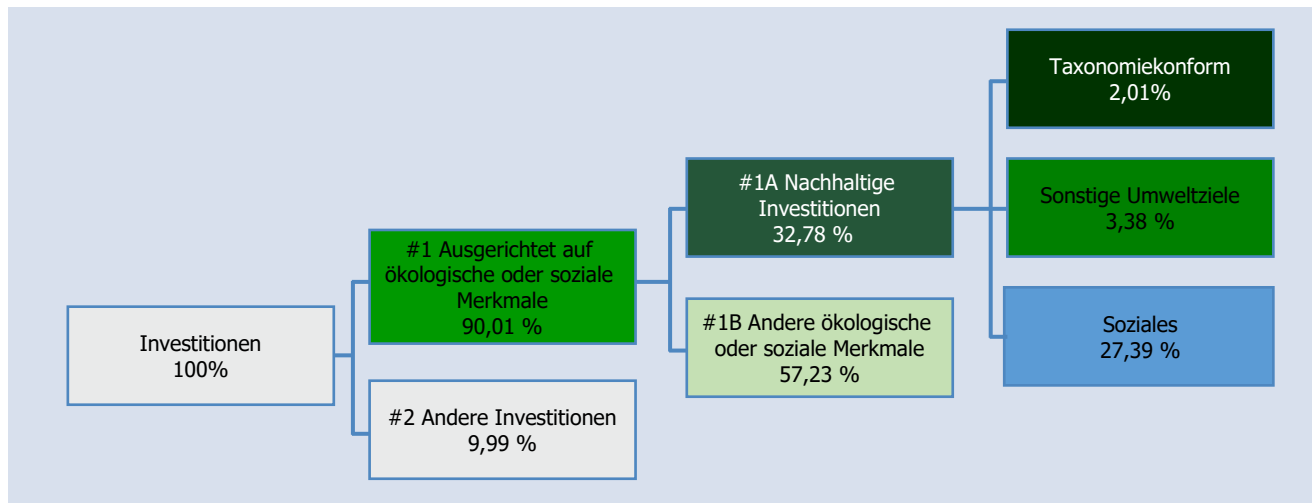 Investitionen
100%
#1 Ausgerichtet auf
ökologische oder soziale
Merkmale
90,01 %
#2 Andere Investitionen
9,99 %
#1A Nachhaltige
Investitionen
32,78 %
#1B Andere ökologische
oder soziale Merkmale
57,23 %
Taxonomiekonform
2,01%
Sonstige Umweltziele
3,38 %
Soziales
27,39 %